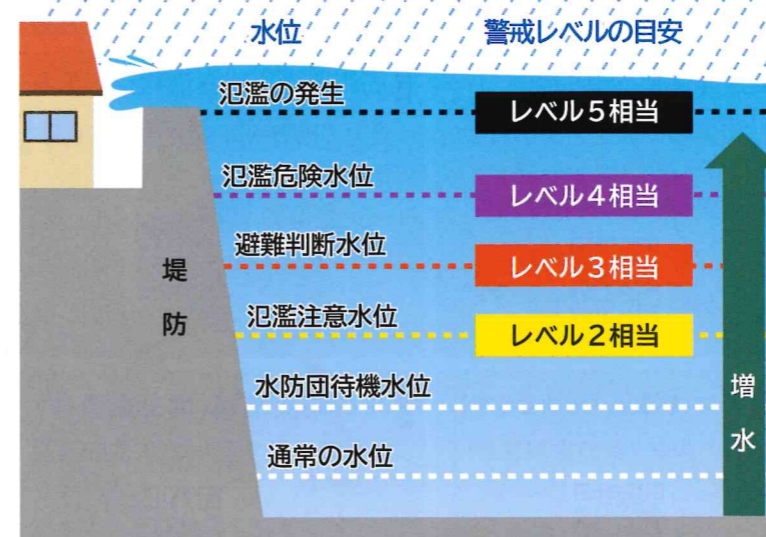 水位
警戒レベルの目安
氾濫の発生
レベル5相当
氾濫危険水位
レベル4相当
避難判断水位
レベル3相当
氾濫注意水位
レベル2相当
水防団待機水位
通常の水位
堤防
増水